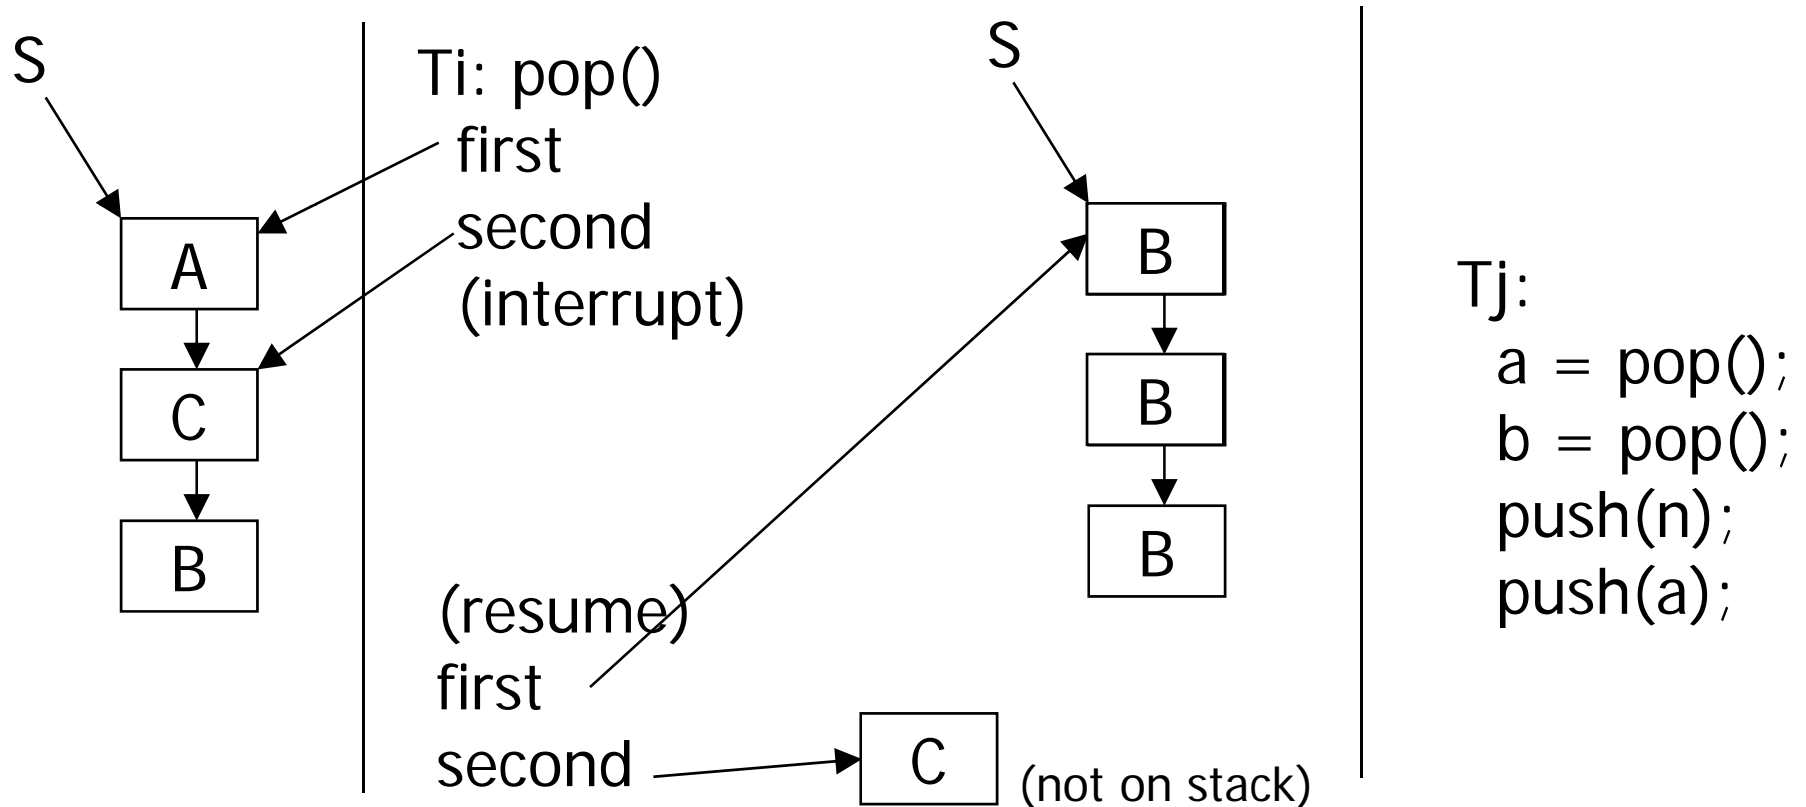 S
A
C
B
Ti: pop()
first
second
(interrupt)
(resume)
first
second
S
B
B
B
C
(not on stack)
Tj:
a = pop();
b = pop();
push(n);
push(a);